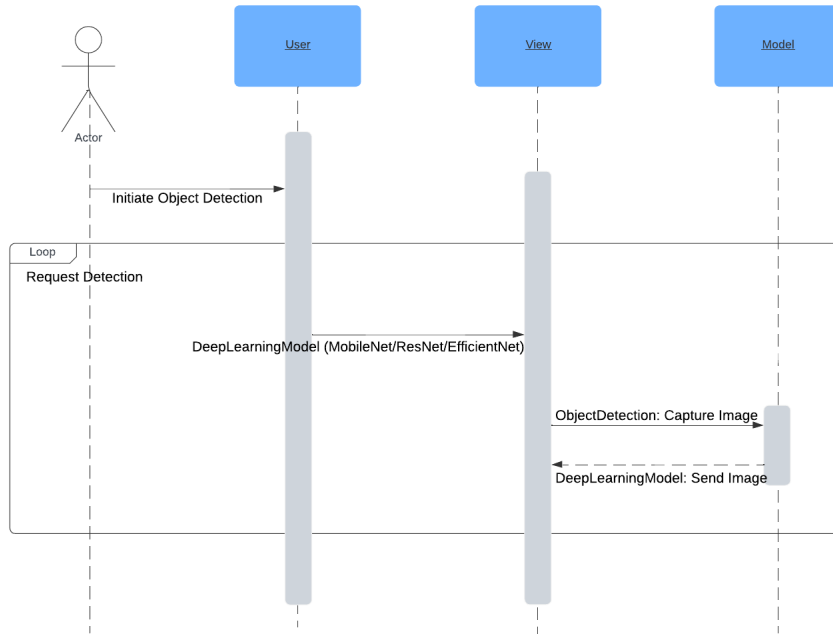 User
View
Model
Actor
Initiate Object Detection
Loop
Request Detection
DeepLearningModel (MobileNet/ResNet/EfficientNet)
ObjectDetection: Capture Image
DeepLearningModel: Send Image